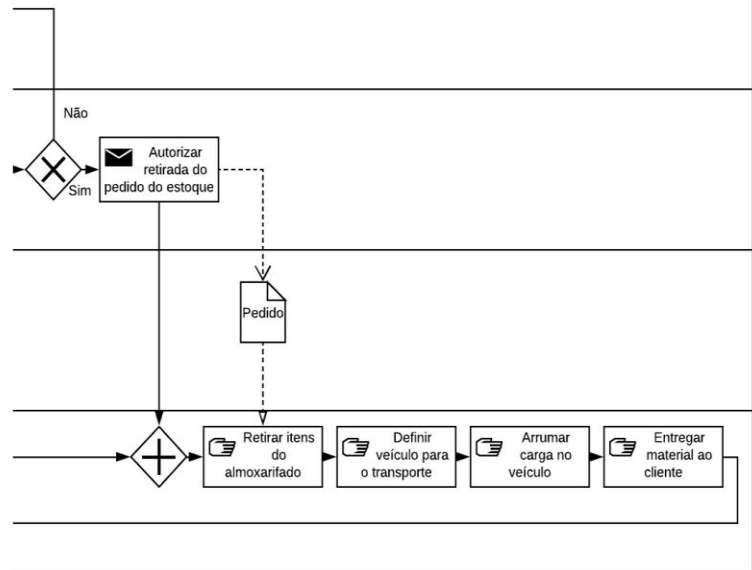 Não
Sim
Autorizar
retirada do
pedido do estoque
Pedido
Retirar itens
do
almoxarifado
Definir
veículo para
o transporte
Arrumar
carga no
veículo
Entregar
material ao
cliente